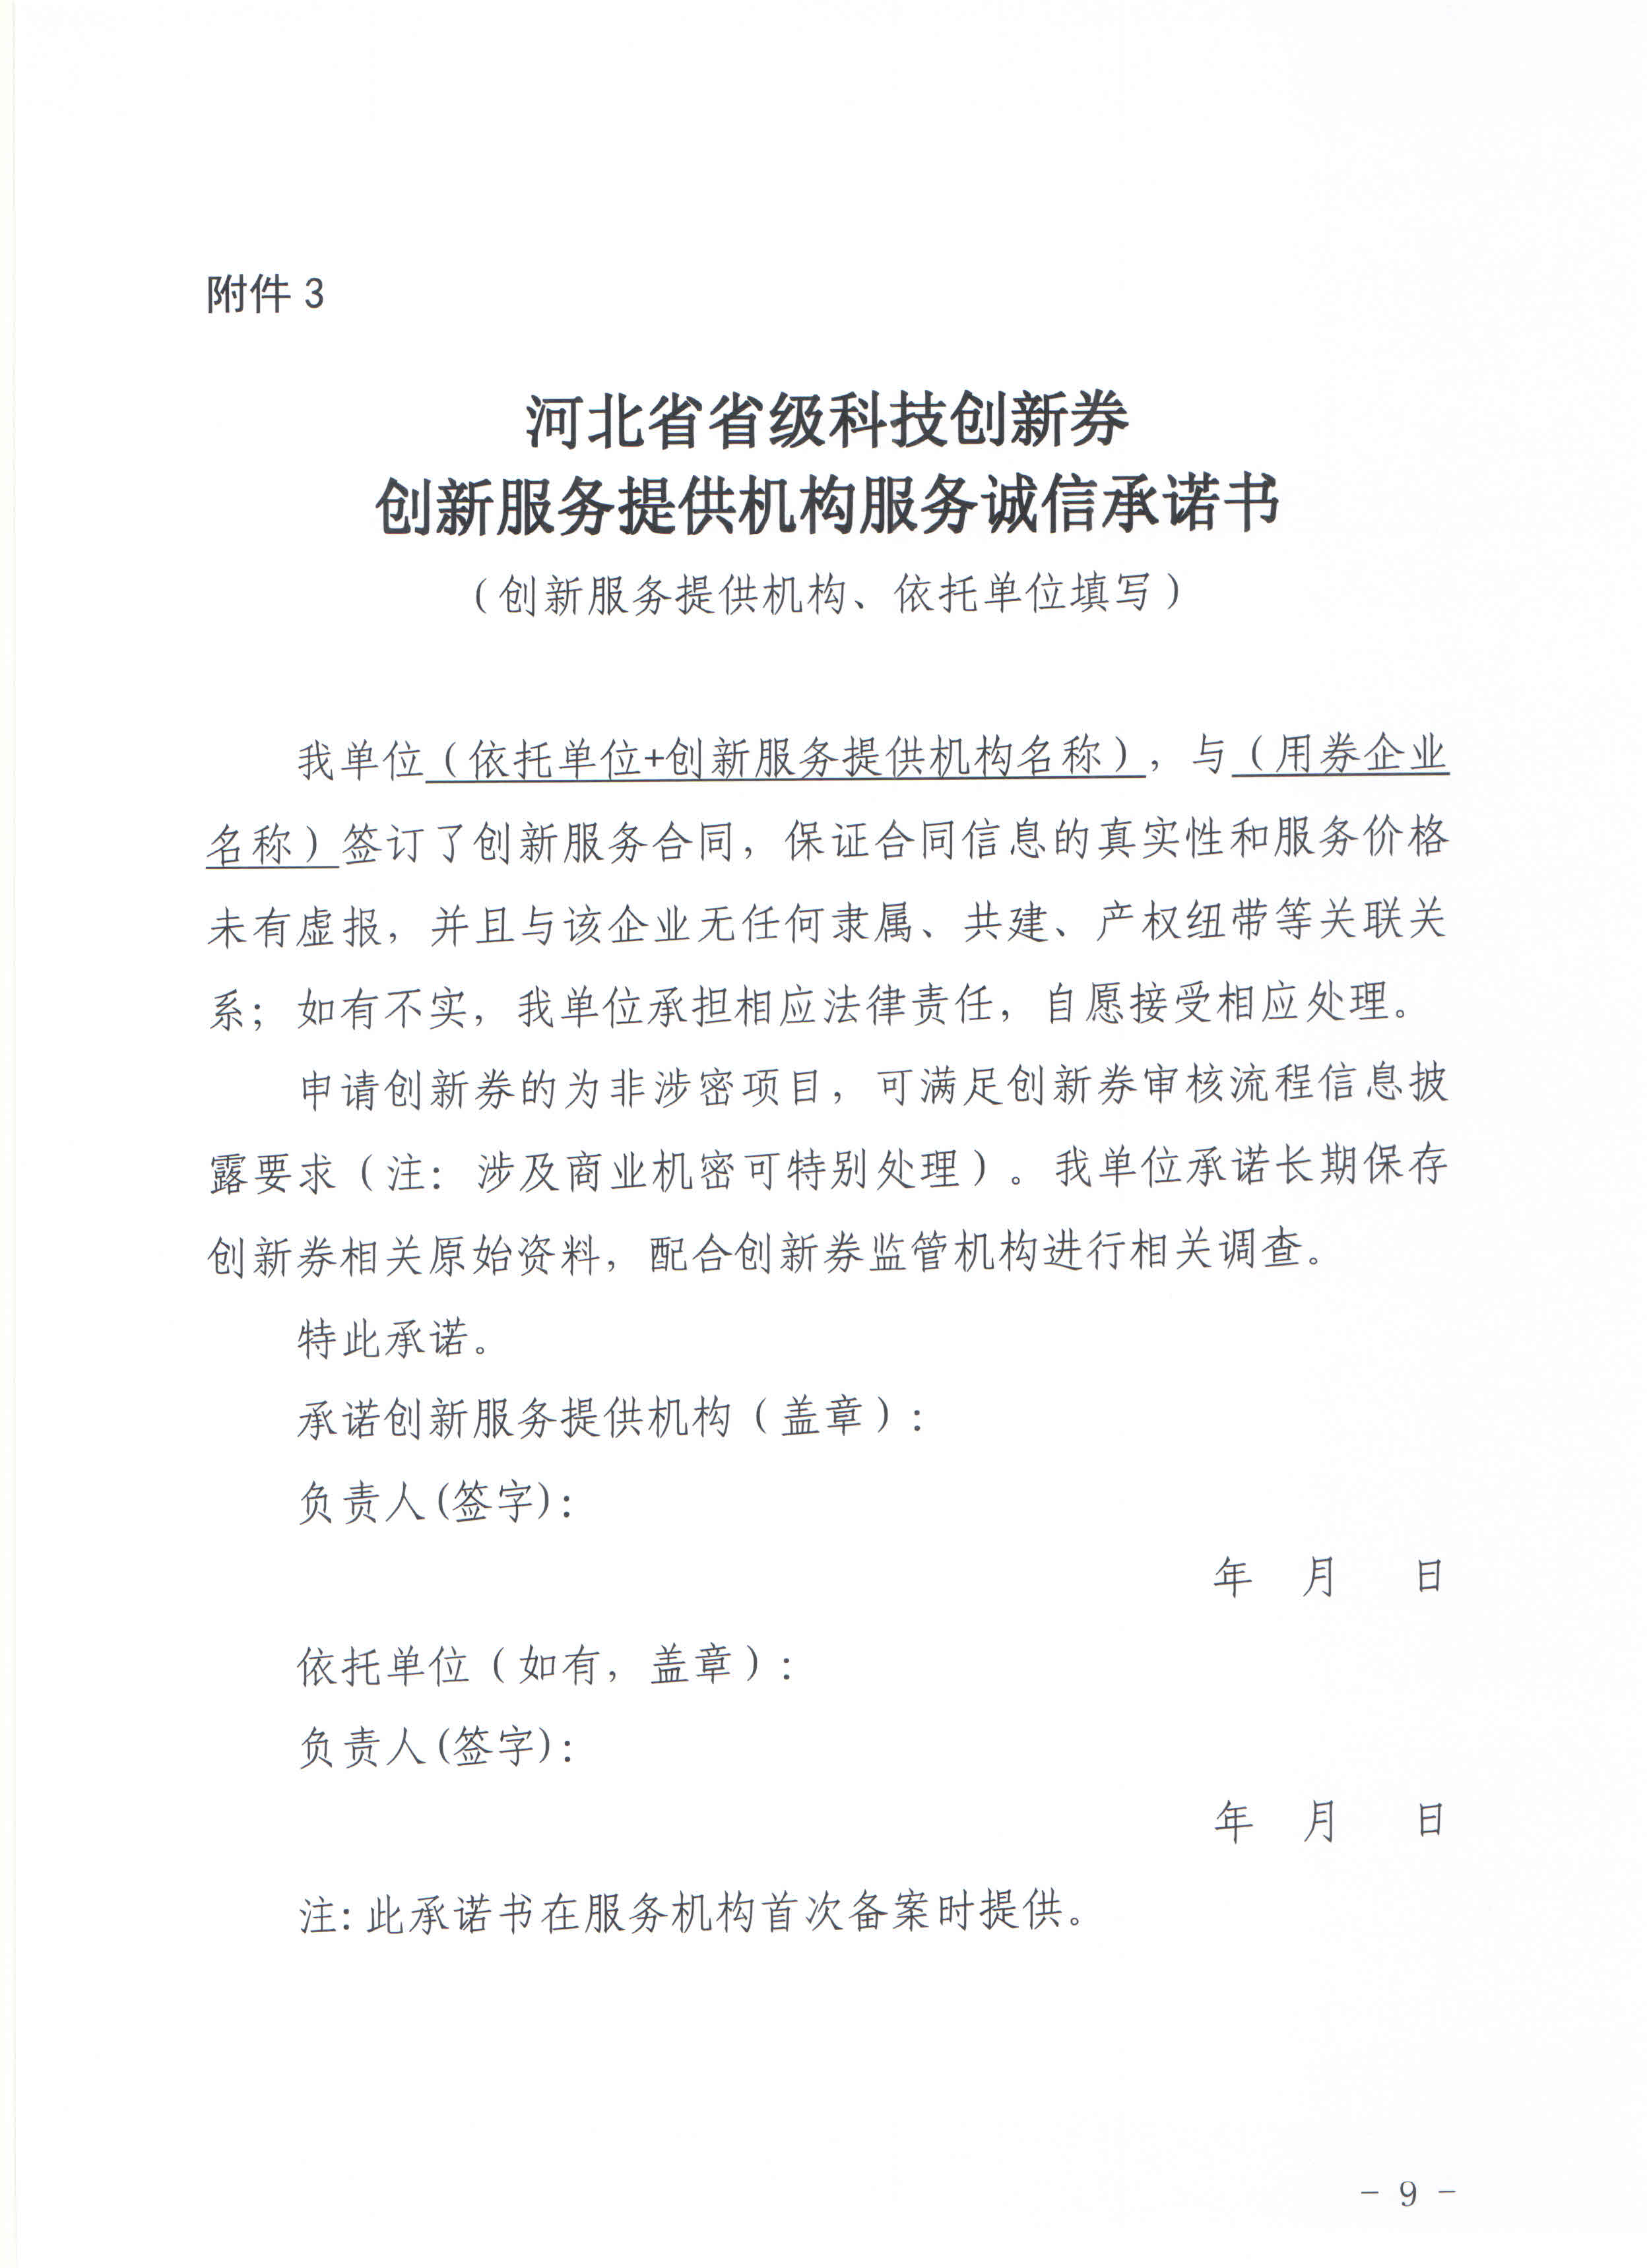 附件 3
河北省省级科技创新券
创新服务提供机构服务诚信承诺书
（创新服务提供机构、依托单位填写）
我单位（依托单位+创新服务提供机构名称），与（用券企业
名称）签订了创新服务合同，保证合同信息的真实性和服务价格
未有虚报，并且与该企业无任何隶属、共建、产权纽带等关联关
系；如有不实，我单位承担相应法律责任，自愿接受相应处理。
申请创新券的为非涉密项目，可满足创新券审核流程信息披
露要求（注：涉及商业机密可特别处理）。我单位承诺长期保存
创新券相关原始资料，配合创新券监管机构进行相关调查。
特此承诺。
承诺创新服务提供机构（盖章）：
负责人(签字)：
年 月 日
依托单位（如有，盖章）：
负责人(签字)：
年 月 日
注：此承诺书在服务机构首次备案时提供。
- 9 -